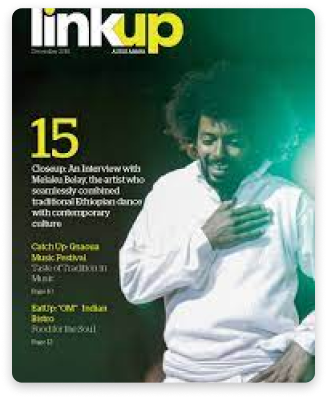 linkup
December 2016
ADDIS ABABA
15
Closeup: An Interview with
Melaku Belay, the artist who
seamlessly combined
traditional Ethiopian dance
with contemporary
culture
Catch Up: Gnaoua
Music Festival
Taste of Tradition in
Music
Page 10
EatUp: "OM" Indian
Bistro
Food for the Soul
Page 12